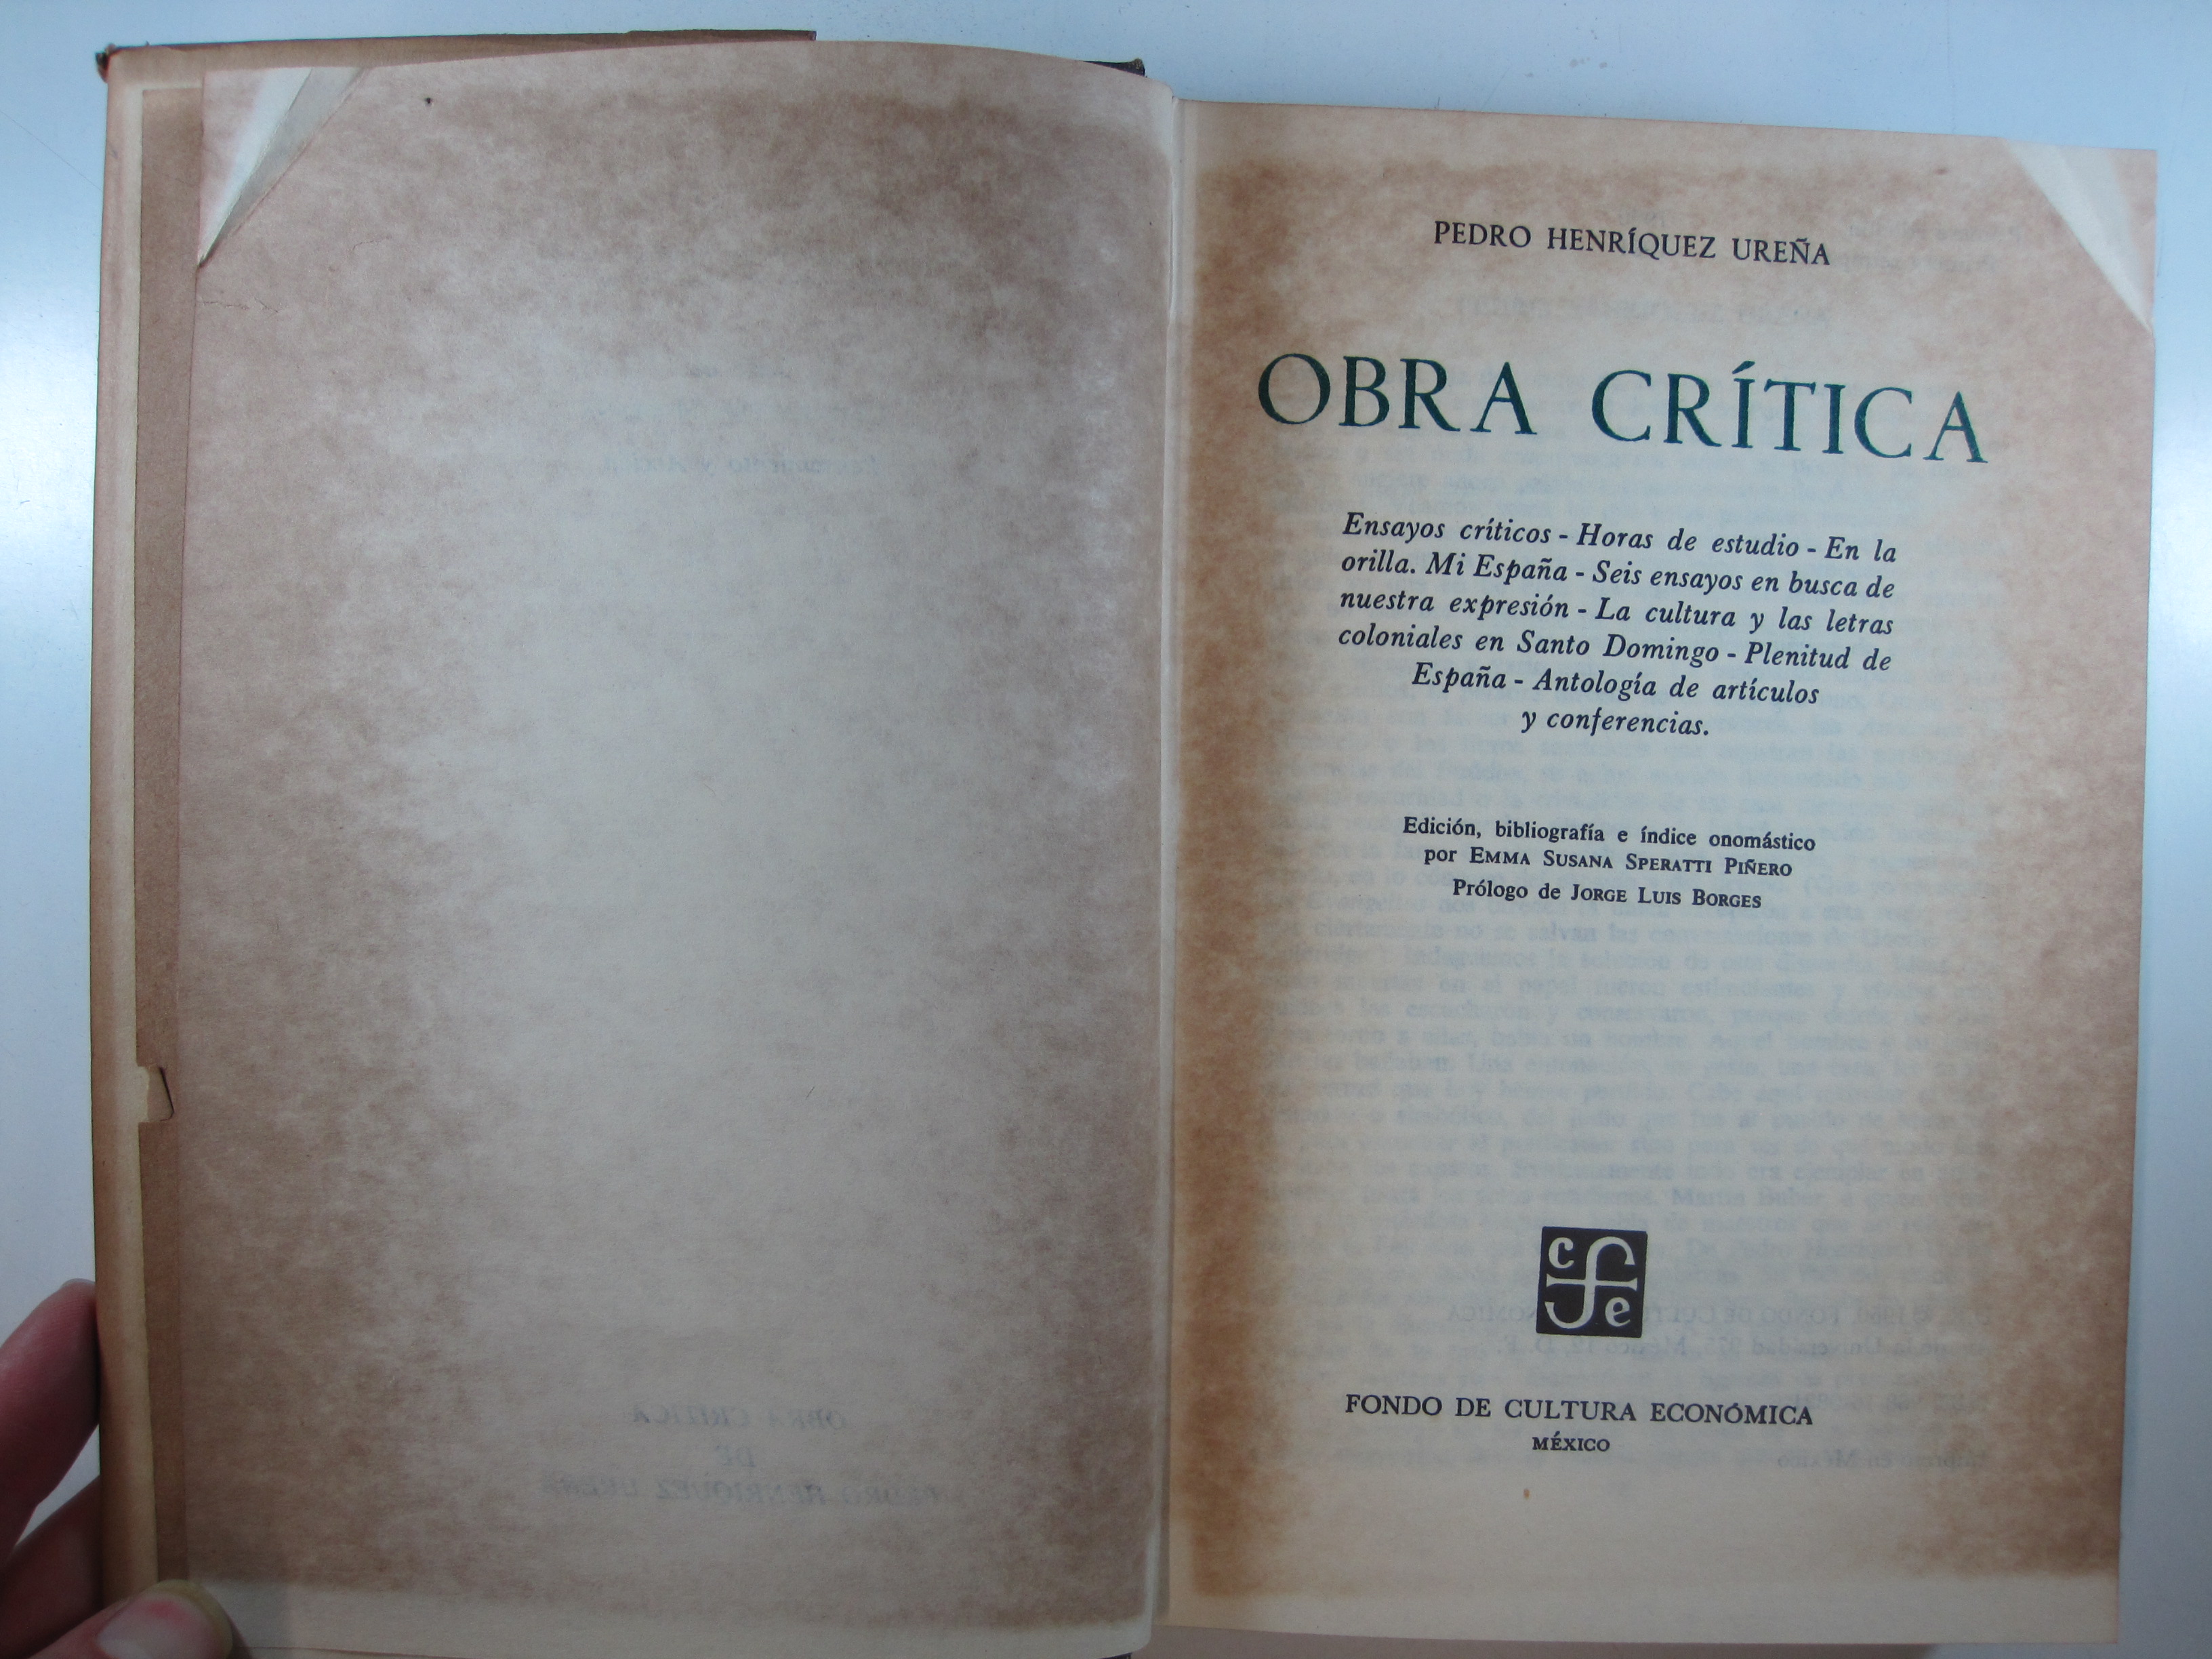 PEDRO HENRÍQUEZ UREÑA
OBRA CRÍTICA
Ensayos críticos - Horas de estudio - En la
orilla. Mi España - Seis ensayos en busca de
nuestra expresión - La cultura y las letras
coloniales en Santo Domingo - Plenitud de
España - Antología de artículos
y conferencias.
Edición, bibliografía e índice onomástico
por EMMA SUSANA SPERATTI PIÑERO
Prólogo de JORGE LUIS BORGES
c f e
FONDO DE CULTURA ECONÓMICA
MÉXICO